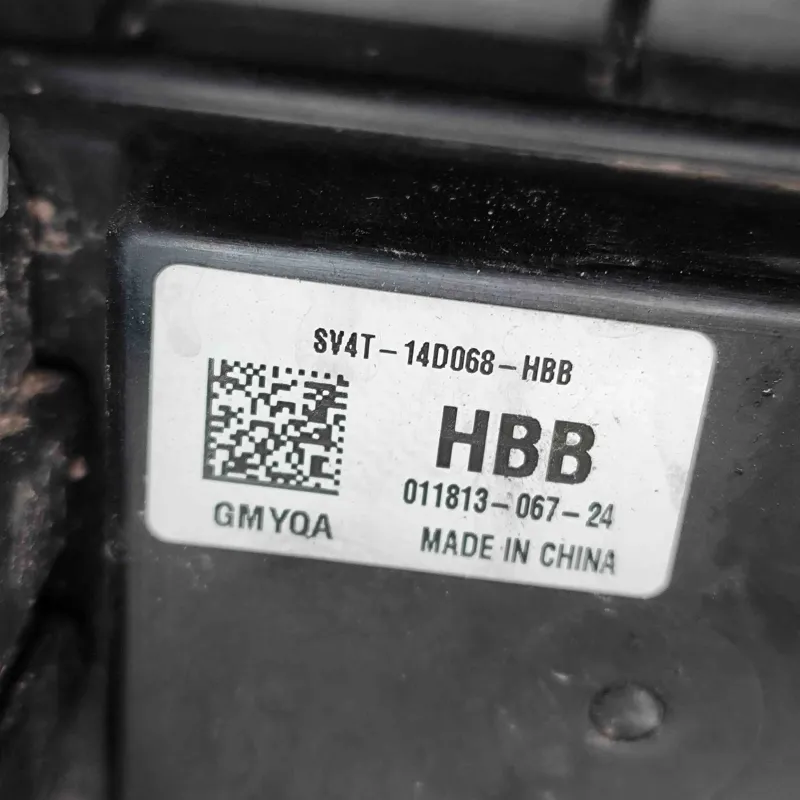 SV4T-14D068-HBB
HBB
011813-067-24
GMYQA
MADE IN CHINA